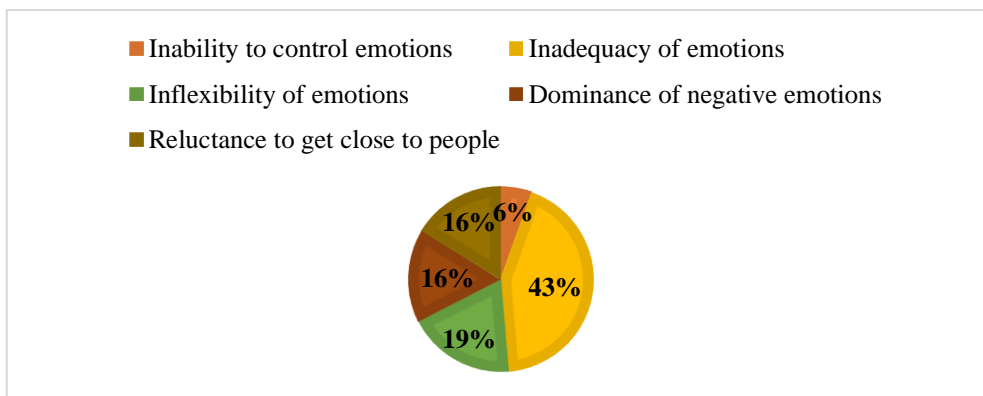 Inability to control emotions Inadequacy of emotions
Inflexibility of emotions Dominance of negative emotions
Reluctance to get close to people
16% 6%
16% 43%
19%